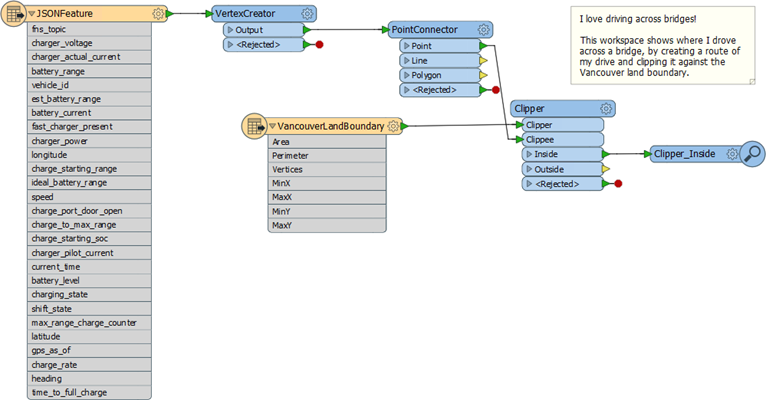 JSONFeature
fns_topic
charger_voltage
charger_actual_current
battery_range
vehicle_id
est_battery_range
battery_current
fast_charger_present
charger_power
longitude
charge_starting_range
ideal_battery_range
speed
charge_port_door_open
charge_to_max_range
charge_starting_soc
charger_pilot_current
current_time
battery_level
charging_state
shift_state
max_range_charge_counter
latitude
gps_as_of
charge_rate
heading
time_to_full_charge
VertexCreator
Output
<Rejected>
PointConnector
Point
Line
Polygon
<Rejected>
VancouverLandBoundary
Area
Perimeter
Vertices
MinX
MaxX
MinY
MaxY
Clipper
Clipper
Clippee
Inside
Outside
<Rejected>
Clipper_Inside
I love driving across bridges!
This workspace shows where I drove
across a bridge, by creating a route of
my drive and clipping it against the
Vancouver land boundary.